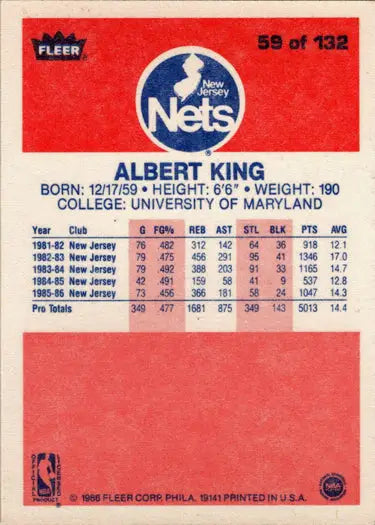 FLEER
59 of 132
New
Jersey
Nets
®
ALBERT KING
BORN: 12/17/59 • HEIGHT: 6'6" • WEIGHT: 190
COLLEGE: UNIVERSITY OF MARYLAND
Year Club G FG% REB AST STL BLK PTS AVG
1981-82 New Jersey 76 .482 312 142 64 36 918 12.1
1982-83 New Jersey 79 .475 456 291 95 41 1346 17.0
1983-84 New Jersey 79 .492 388 203 91 33 1165 14.7
1984-85 New Jersey 42 .491 159 58 41 9 537 12.8
1985-86 New Jersey 73 .456 366 181 58 24 1047 14.3
Pro Totals 349 .477 1681 875 349 143 5013 14.4
OFFICIAL LICENSED
NBA
PRODUCT
© 1986 FLEER CORP. PHILA. 19141 PRINTED IN U.S.A.